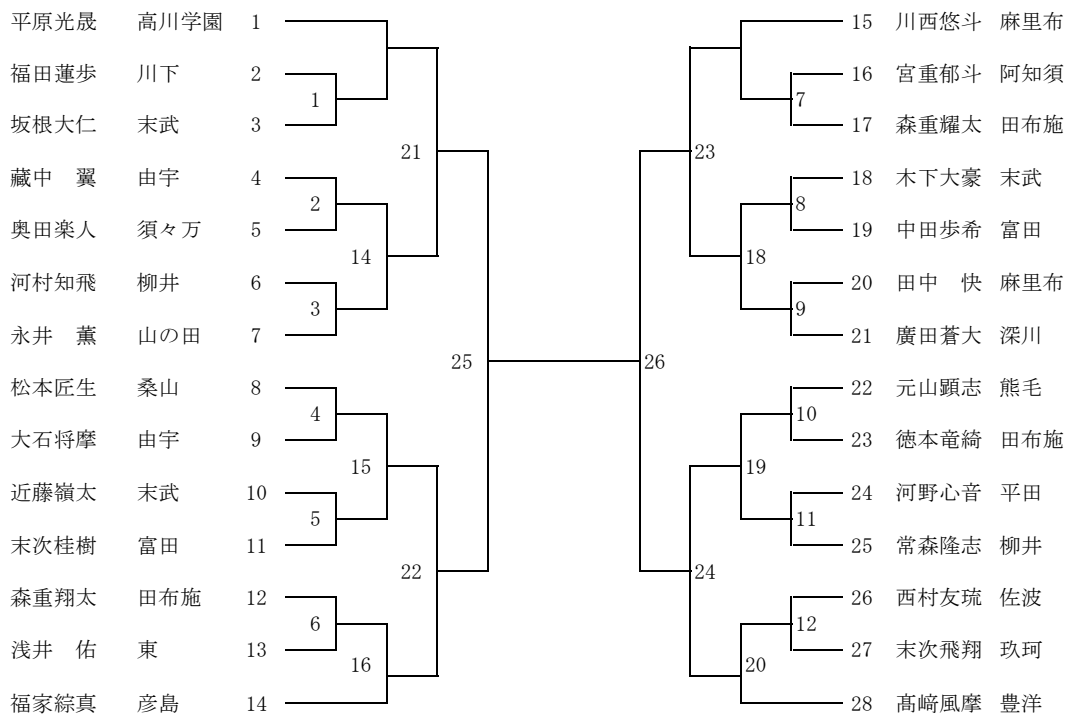 平原光晟 高川学園 1 15 川西悠斗 麻里布
福田蓮歩 川下 2 16 宮重郁斗 阿知須
1 7
坂根大仁 末武 3 17 森重耀太 田布施
21 23
藏中 翼 由宇 4 18 木下大豪 末武
2 8
奥田楽人 須々万 5 19 中田歩希 富田
14 18
河村知飛 柳井 6 20 田中 快 麻里布
3 9
永井 薫 山の田 7 21 廣田蒼大 深川
25 26
松本匠生 桑山 8 22 元山顕志 熊毛
4 10
大石将摩 由宇 9 23 徳本竜綺 田布施
15 19
近藤嶺太 末武 10 24 河野心音 平田
5 11
末次桂樹 富田 11 25 常森隆志 柳井
22 24
森重翔太 田布施 12 26 西村友琉 佐波
6 12
浅井 佑 東 13 27 末次飛翔 玖珂
16 20
福家綜真 彦島 14 28 髙﨑風摩 豊洋